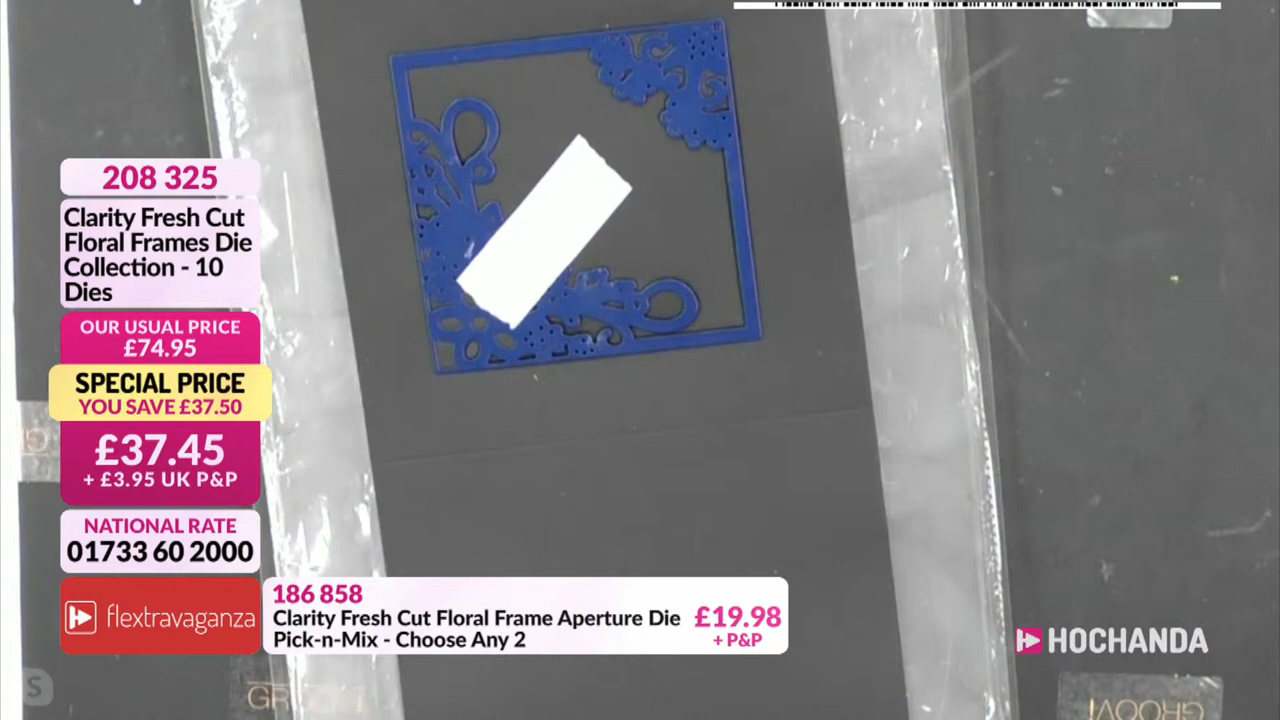 208 325
Clarity Fresh Cut
Floral Frames Die
Collection - 10
Dies
OUR USUAL PRICE
£74.95
SPECIAL PRICE
YOU SAVE £37.50
£37.45
+ £3.95 UK P&P
NATIONAL RATE
01733 60 2000
flextravaganza
186 858
Clarity Fresh Cut Floral Frame Aperture Die
Pick-n-Mix - Choose Any 2
£19.98
+ P&P
HOCHANDA
S
GROOVI